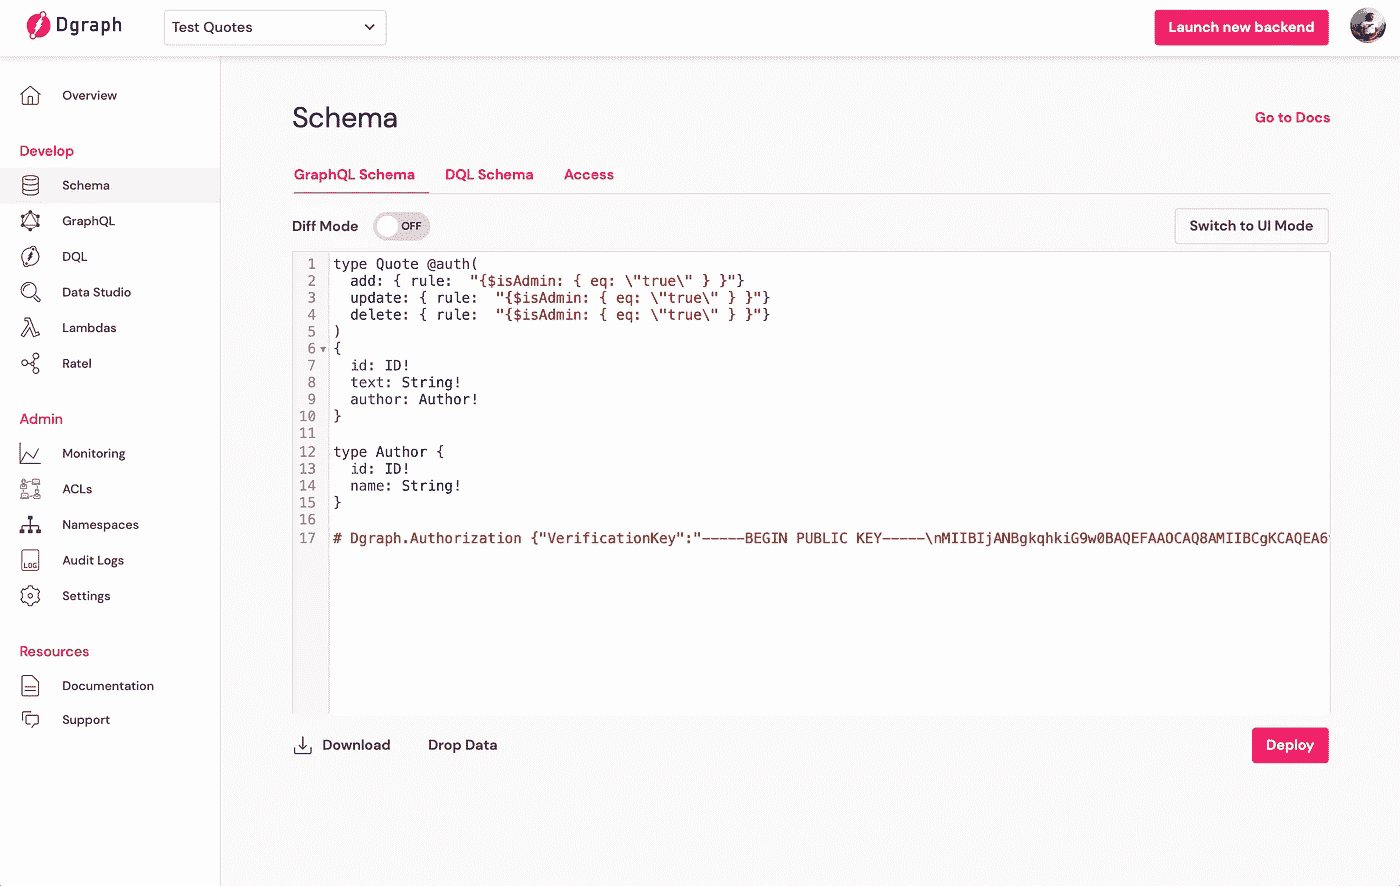 Dgraph
Test Quotes
Launch new backend
Overview
Develop
Schema
GraphQL
DQL
Data Studio
Lambdas
Ratel
Admin
Monitoring
ACLs
Namespaces
LOG
Audit Logs
Settings
Resources
Documentation
Support
Schema
Go to Docs
GraphQL Schema
DQL Schema
Access
Diff Mode
OFF
Switch to UI Mode
1 type Quote @auth(
2 add: { rule:  "{$isAdmin: { eq: \"true\" } }"}
3 update: { rule:  "{$isAdmin: { eq: \"true\" } }"}
4 delete: { rule:  "{$isAdmin: { eq: \"true\" } }"}
5 )
6 {
7 id: ID!
8 text: String!
9 author: Author!
10 }
11
12 type Author {
13 id: ID!
14 name: String!
15 }
16
17 # Dgraph.Authorization {"VerificationKey":"-----BEGIN PUBLIC KEY-----\nMIIBIjANBgkqhkiG9w0BAQEFAAOCAQ8AMIIBCgKCAQEA6
Download
Drop Data
Deploy